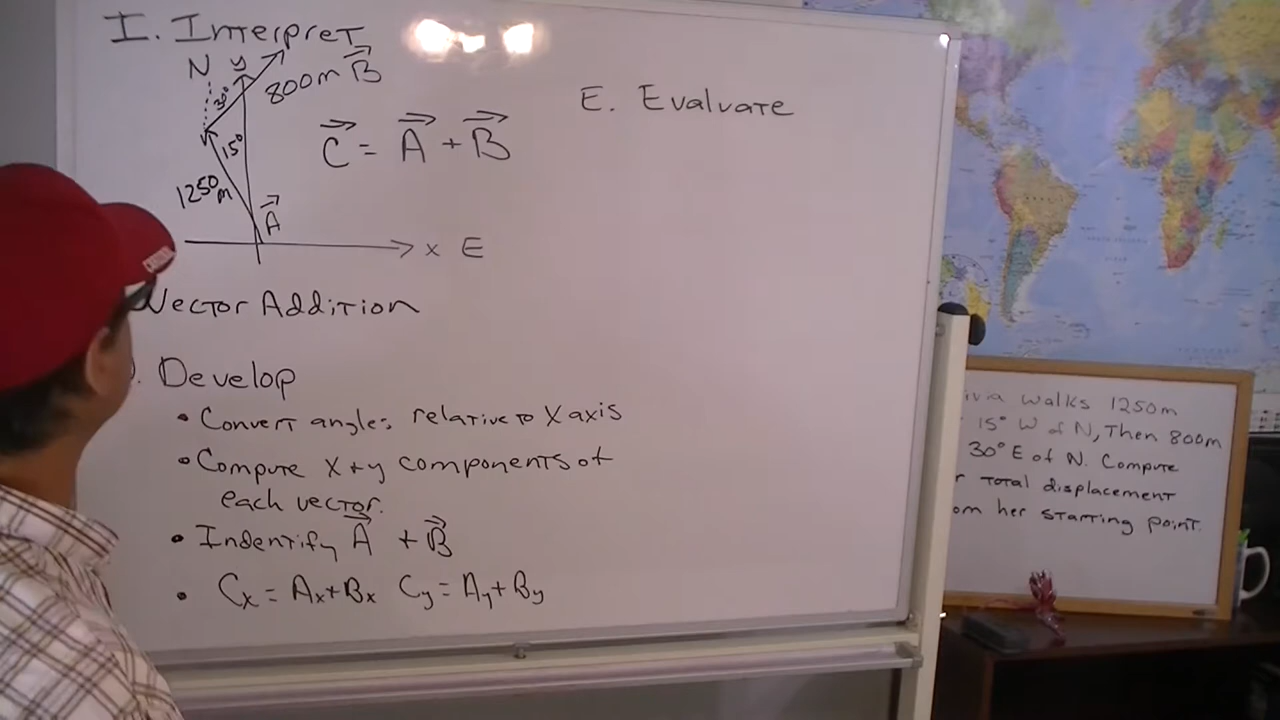 I. Interpret
N y
30°
800m B
15°
C = A + B
1250m
A
x E
Vector Addition
. Develop
• Convert angles relative to X axis
• Compute x + y components of
each vector.
• Indentify A + B
• Cx = Ax + Bx Cy = Ay + By
E. Evaluate
walks 1250m
15° W of N, Then 800m
30° E of N. Compute
total displacement
her starting point.